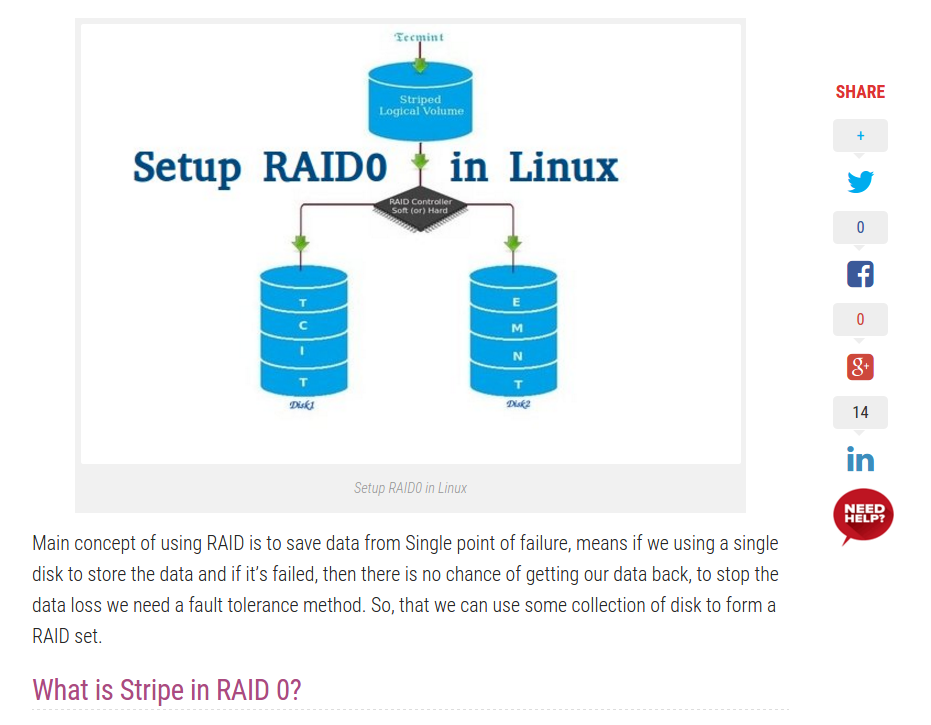 Tecmint
Striped
Logical Volume
Setup RAID0 in Linux
RAID Controller
Soft (or) Hard
T
C
I
T
Disk1
E
M
N
T
Disk2
Setup RAID0 in Linux
Main concept of using RAID is to save data from Single point of failure, means if we using a single
disk to store the data and if it’s failed, then there is no chance of getting our data back, to stop the
data loss we need a fault tolerance method. So, that we can use some collection of disk to form a
RAID set.
What is Stripe in RAID 0?
SHARE
+
0
0
g+
14
in
NEED
HELP?